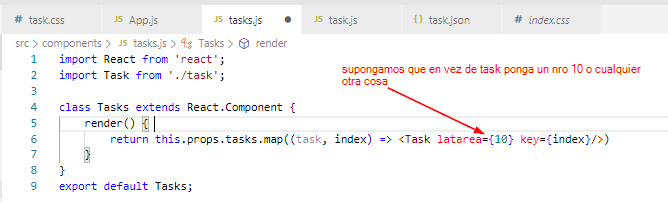 # task.css JS App.js JS tasks.js ● JS task.js {} task.json # index.css
src > components > JS tasks.js > Tasks > render
1 import React from 'react';
2 import Task from './task';
supongamos que en vez de task ponga un nro 10 o cualquier
otra cosa
3
4 class Tasks extends React.Component {
5 render() {
6 return this.props.tasks.map((task, index) => <Task latarea={10} key={index}/>)
7 }
8 }
9 export default Tasks;